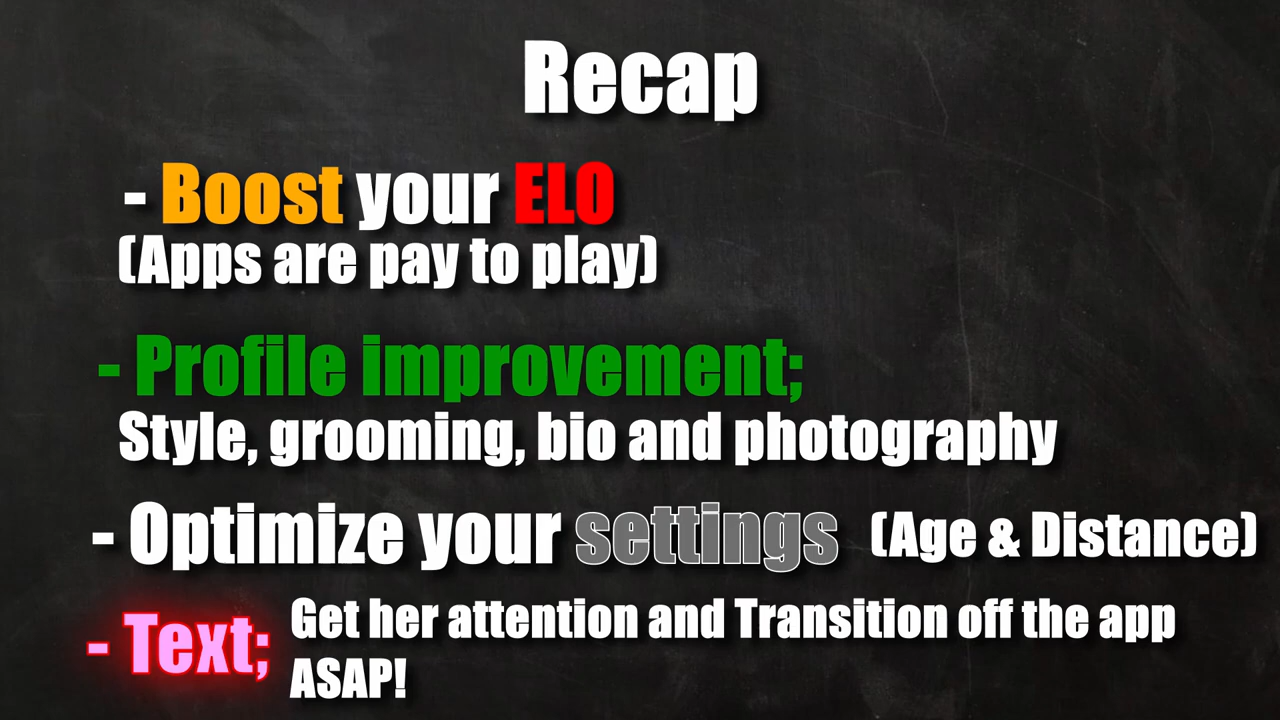 Recap
- Boost your ELO
(Apps are pay to play)
- Profile improvement;
Style, grooming, bio and photography
- Optimize your settings (Age & Distance)
- Text; Get her attention and Transition off the app
ASAP!